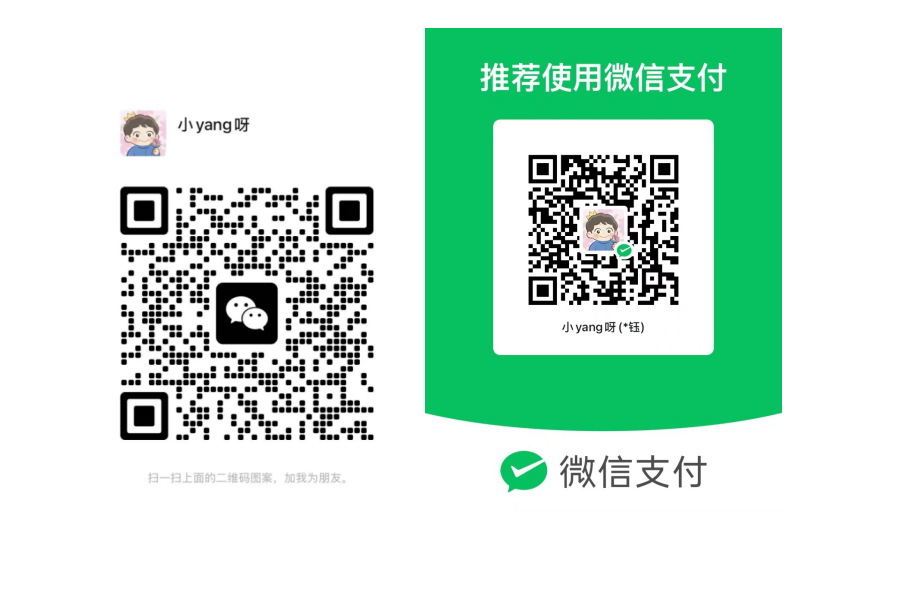 小yang呀
扫一扫上面的二维码图案，加我为朋友。
推荐使用微信支付
小yang呀(*钰)
微信支付